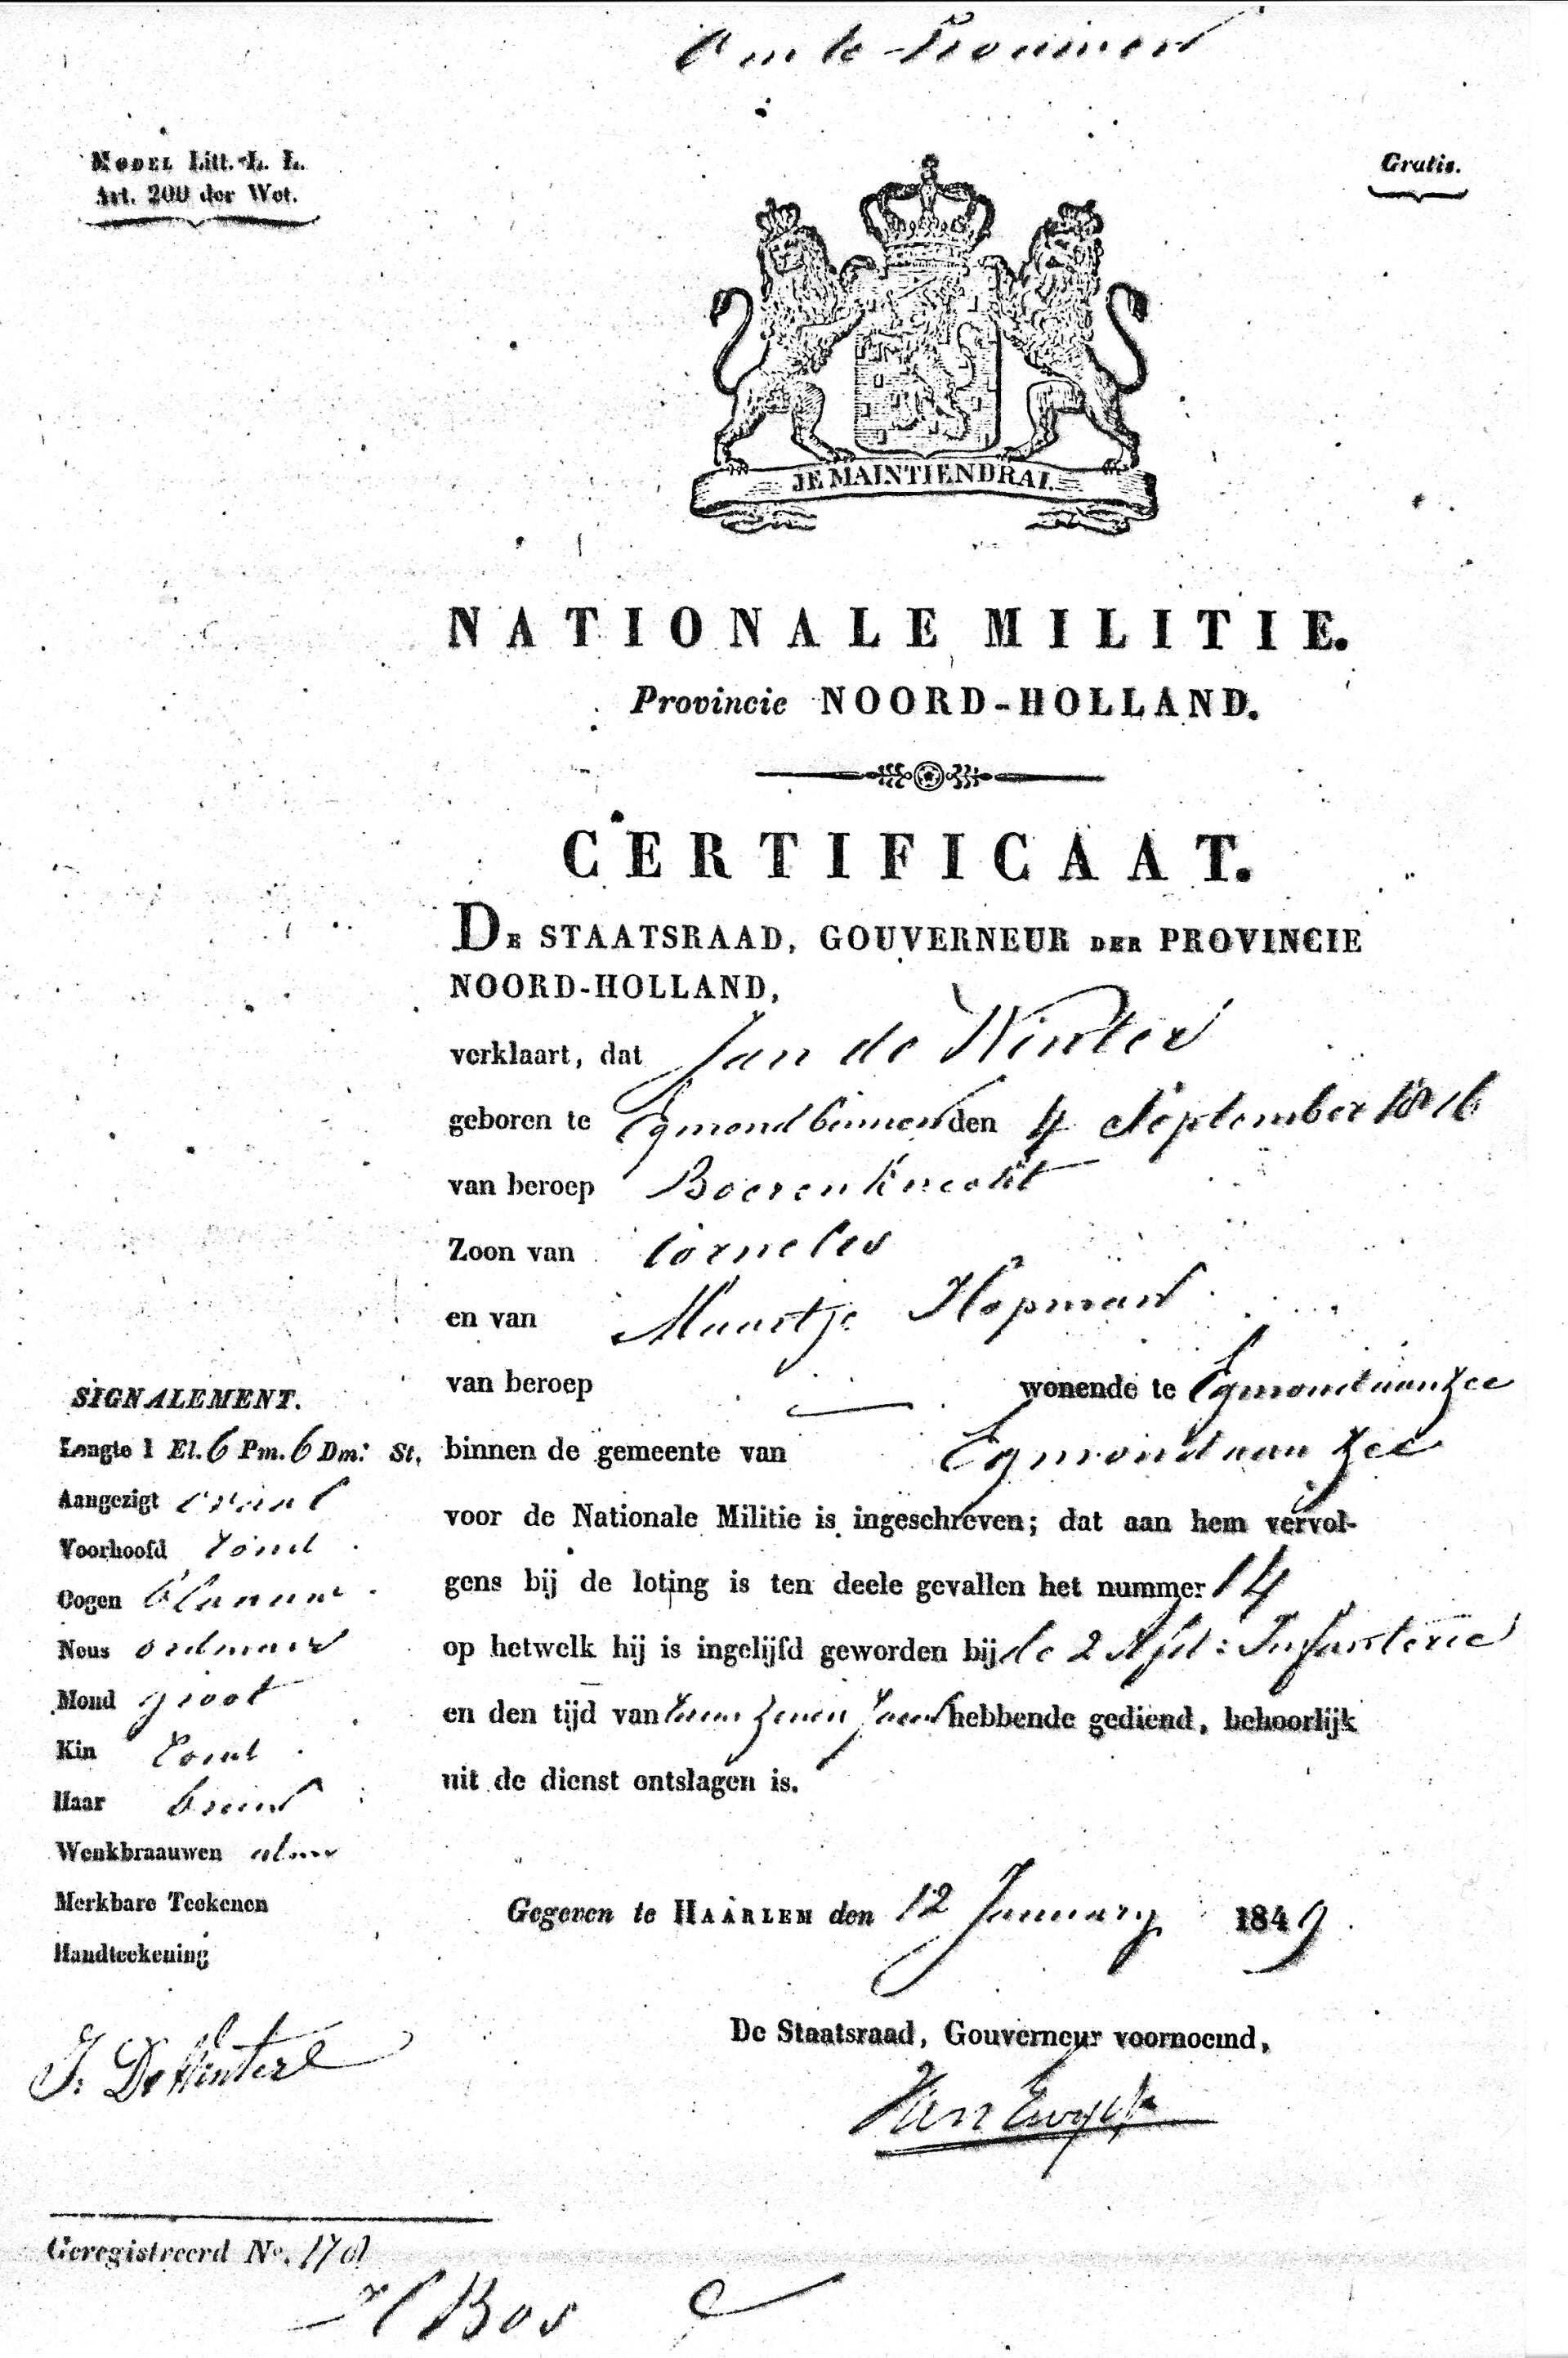 Om te Trouwen
MODEL Litt. L. L.
Art. 200 der Wet.
Gratis.
JE MAINTIENDRAI.
NATIONALE MILITIE.
Provincie NOORD-HOLLAND.
CERTIFICAAT.
DE STAATSRAAD, GOUVERNEUR DER PROVINCIE
NOORD-HOLLAND,
verklaart, dat Jan de Winter
geboren te Egmond binnen den 4 September 1816
van beroep Boerenknecht
Zoon van Cornelis
en van Maartje Hopman
van beroep wonende te Egmond aan Zee
binnen de gemeente van Egmond aan Zee
voor de Nationale Militie is ingeschreven; dat aan hem vervol-
gens bij de loting is ten deele gevallen het nummer 14
op hetwelk hij is ingelijfd geworden bij de 2 Afd: Infanterie
en den tijd van hebbende gediend, behoorlijk
uit de dienst ontslagen is.
SIGNALEMENT.
Lengte 1 El. 6 Pm. 6 Dm: St.
Aangezigt ovaal
Voorhoofd rond
Oogen blaauw
Neus ordinair
Mond groot
Kin rond
Haar bruin
Wenkbraauwen
Merkbare Teekenen
Handteekening
J: De Winter
Gegeven te HAARLEM den 12 January 1849
De Staatsraad, Gouverneur voornoemd,
Van Ewyck
Geregistreerd No.
Bos